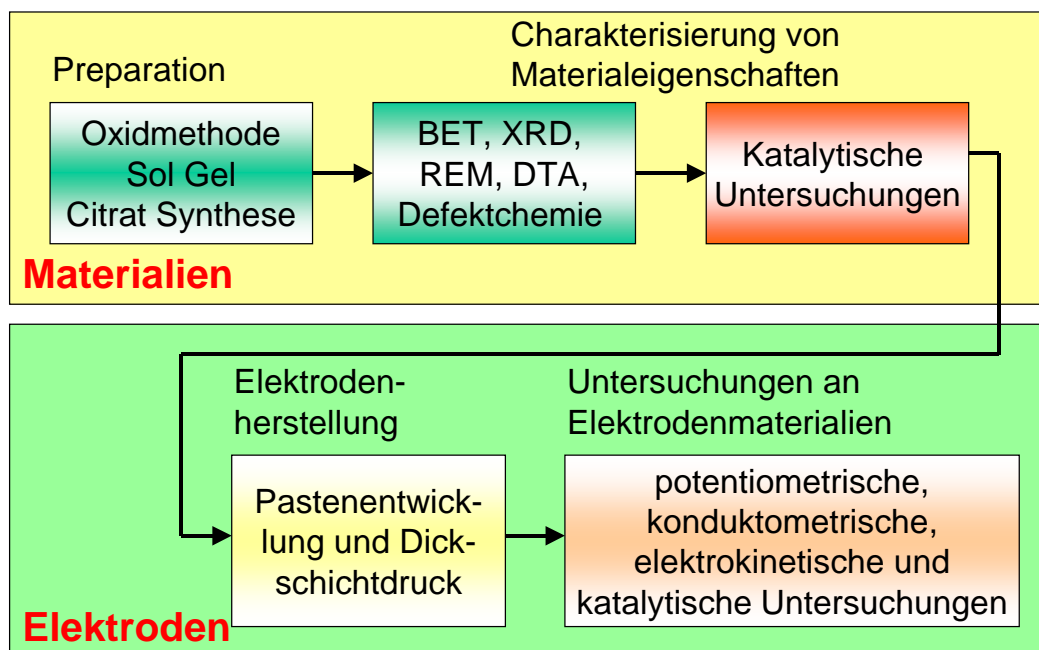 Preparation
Charakterisierung von
Materialeigenschaften
Oxidmethode
Sol Gel
Citrat Synthese
BET, XRD,
REM, DTA,
Defektchemie
Katalytische
Untersuchungen
Materialien
Elektroden-
herstellung
Untersuchungen an
Elektrodenmaterialien
Pastenentwick-
lung und Dick-
schichtdruck
potentiometrische,
konduktometrische,
elektrokinetische und
katalytische Untersuchungen
Elektroden